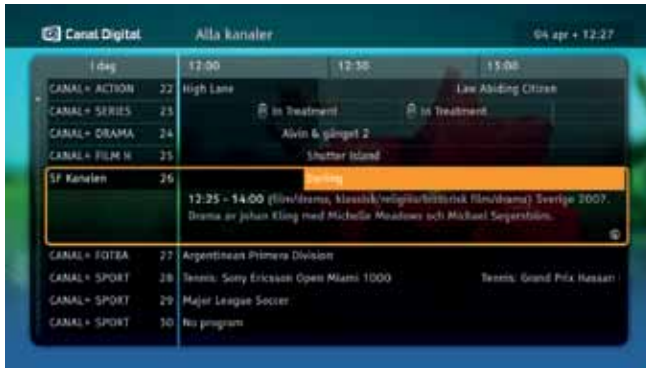 Canal Digital Alla kanaler 04 apr • 12:27
I dag 12:00 12:30 13:00
CANAL+ ACTION 22 High Lane Law Abiding Citizen
CANAL+ SERIES 23 In Treatment In Treatment
CANAL+ DRAMA 24 Alvin & gänget 2
CANAL+ FILM H 25 Shutter Island
SF Kanalen 26 Darling
12:25 - 14:00 (film/drama, klassisk/religiös/historisk film/drama) Sverige 2007.
Drama av Johan Kling med Michelle Meadows och Michael Segerström.
CANAL+ FOTBA 27 Argentinean Primera Division
CANAL+ SPORT 28 Tennis: Sony Ericsson Open Miami 1000 Tennis: Grand Prix Hassan
CANAL+ SPORT 29 Major League Soccer
CANAL+ SPORT 30 No program